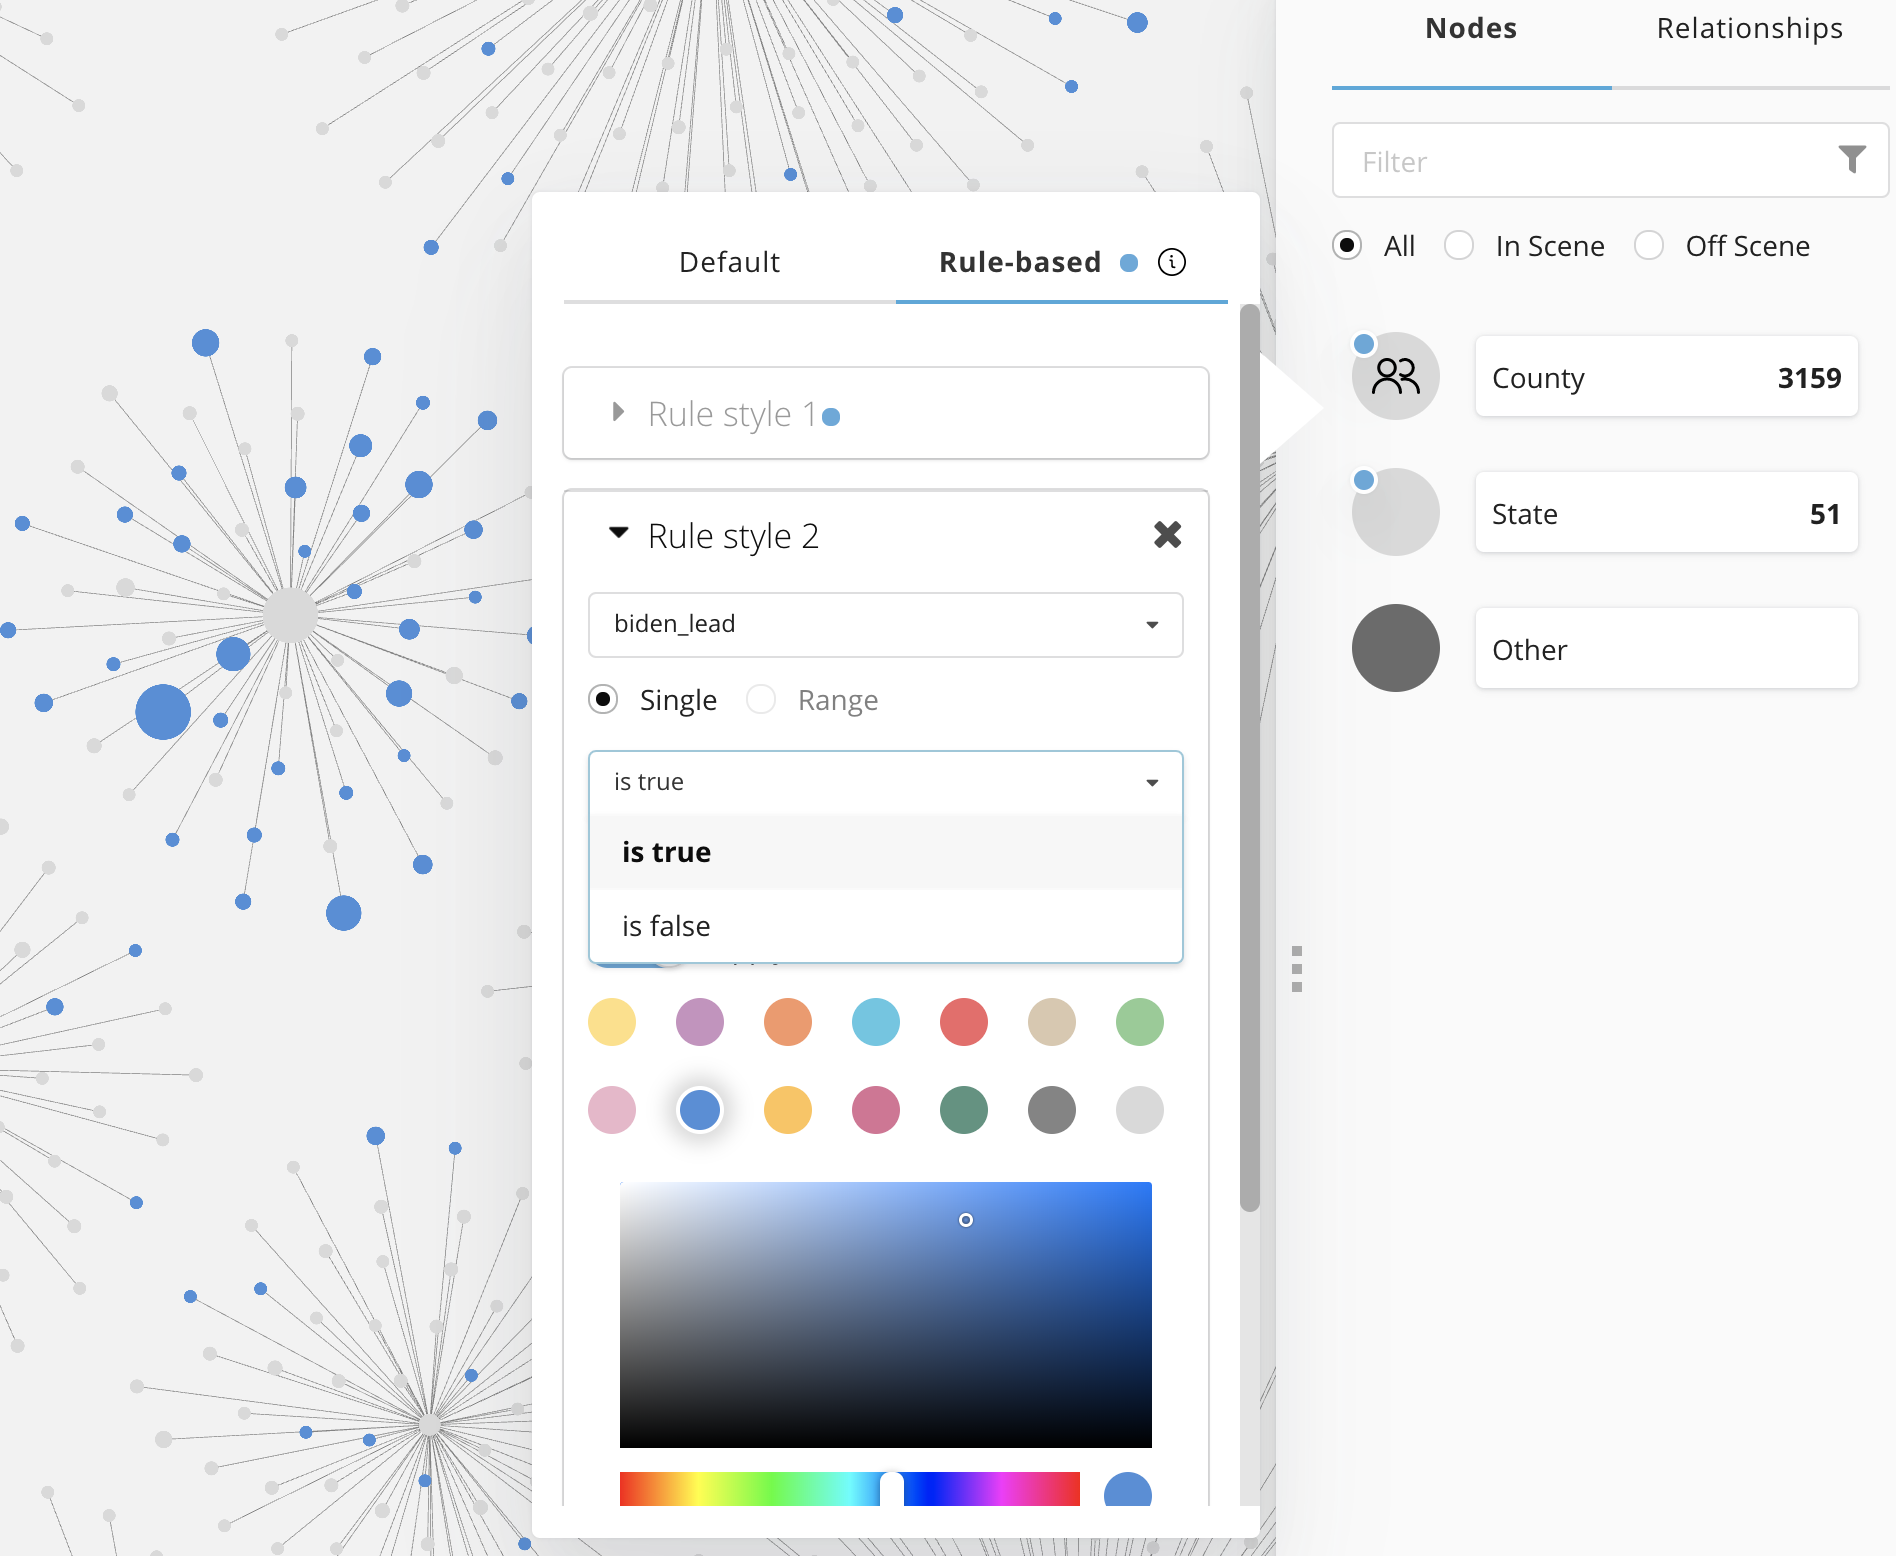 Nodes
Relationships
Filter
All
In Scene
Off Scene
County
3159
State
51
Other
Default
Rule-based
Rule style 1
Rule style 2
biden_lead
Single
Range
is true
is true
is false